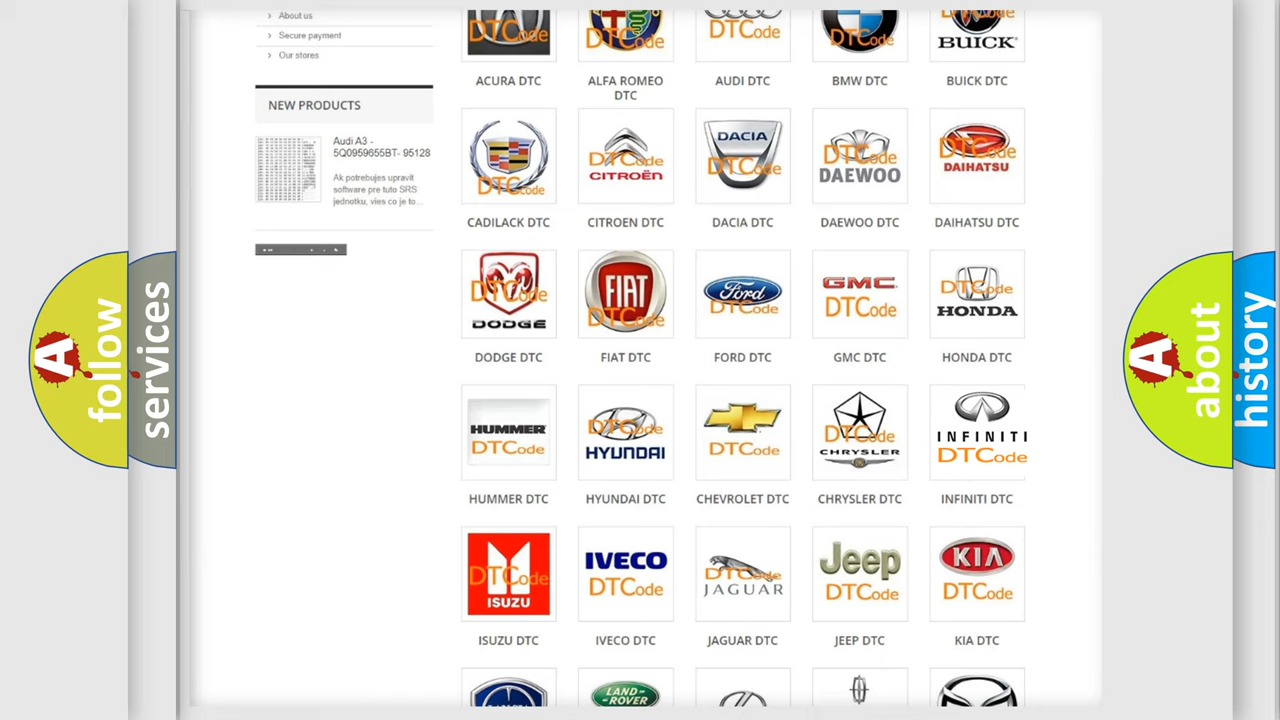 About us
Secure payment
Our stores
NEW PRODUCTS
Audi A3 -
5Q0959655BT- 95128
Ak potrebujes upravit
software pre tuto SRS
jednotku, vies co je to...
DTCode DTCode DTCode DTCode DTCode
BUICK
ACURA DTC ALFA ROMEO DTC AUDI DTC BMW DTC BUICK DTC
DTCode
DTCode
CITROËN
DACIA
DTCode
DTCode
DAEWOO
DTCode
DAIHATSU
CADILACK DTC CITROEN DTC DACIA DTC DAEWOO DTC DAIHATSU DTC
DTCode
DODGE
FIAT
DTCode
Ford
DTCode
GMC
DTCode
DTCode
HONDA
DODGE DTC FIAT DTC FORD DTC GMC DTC HONDA DTC
HUMMER
DTCode
DTCode
HYUNDAI
DTCode
DTCode
CHRYSLER
INFINITI
DTCode
HUMMER DTC HYUNDAI DTC CHEVROLET DTC CHRYSLER DTC INFINITI DTC
DTCode
ISUZU
IVECO
DTCode
DTCode
JAGUAR
Jeep
DTCode
KIA
DTCode
ISUZU DTC IVECO DTC JAGUAR DTC JEEP DTC KIA DTC
LAND-
ROVER
A follow
services
A about
history